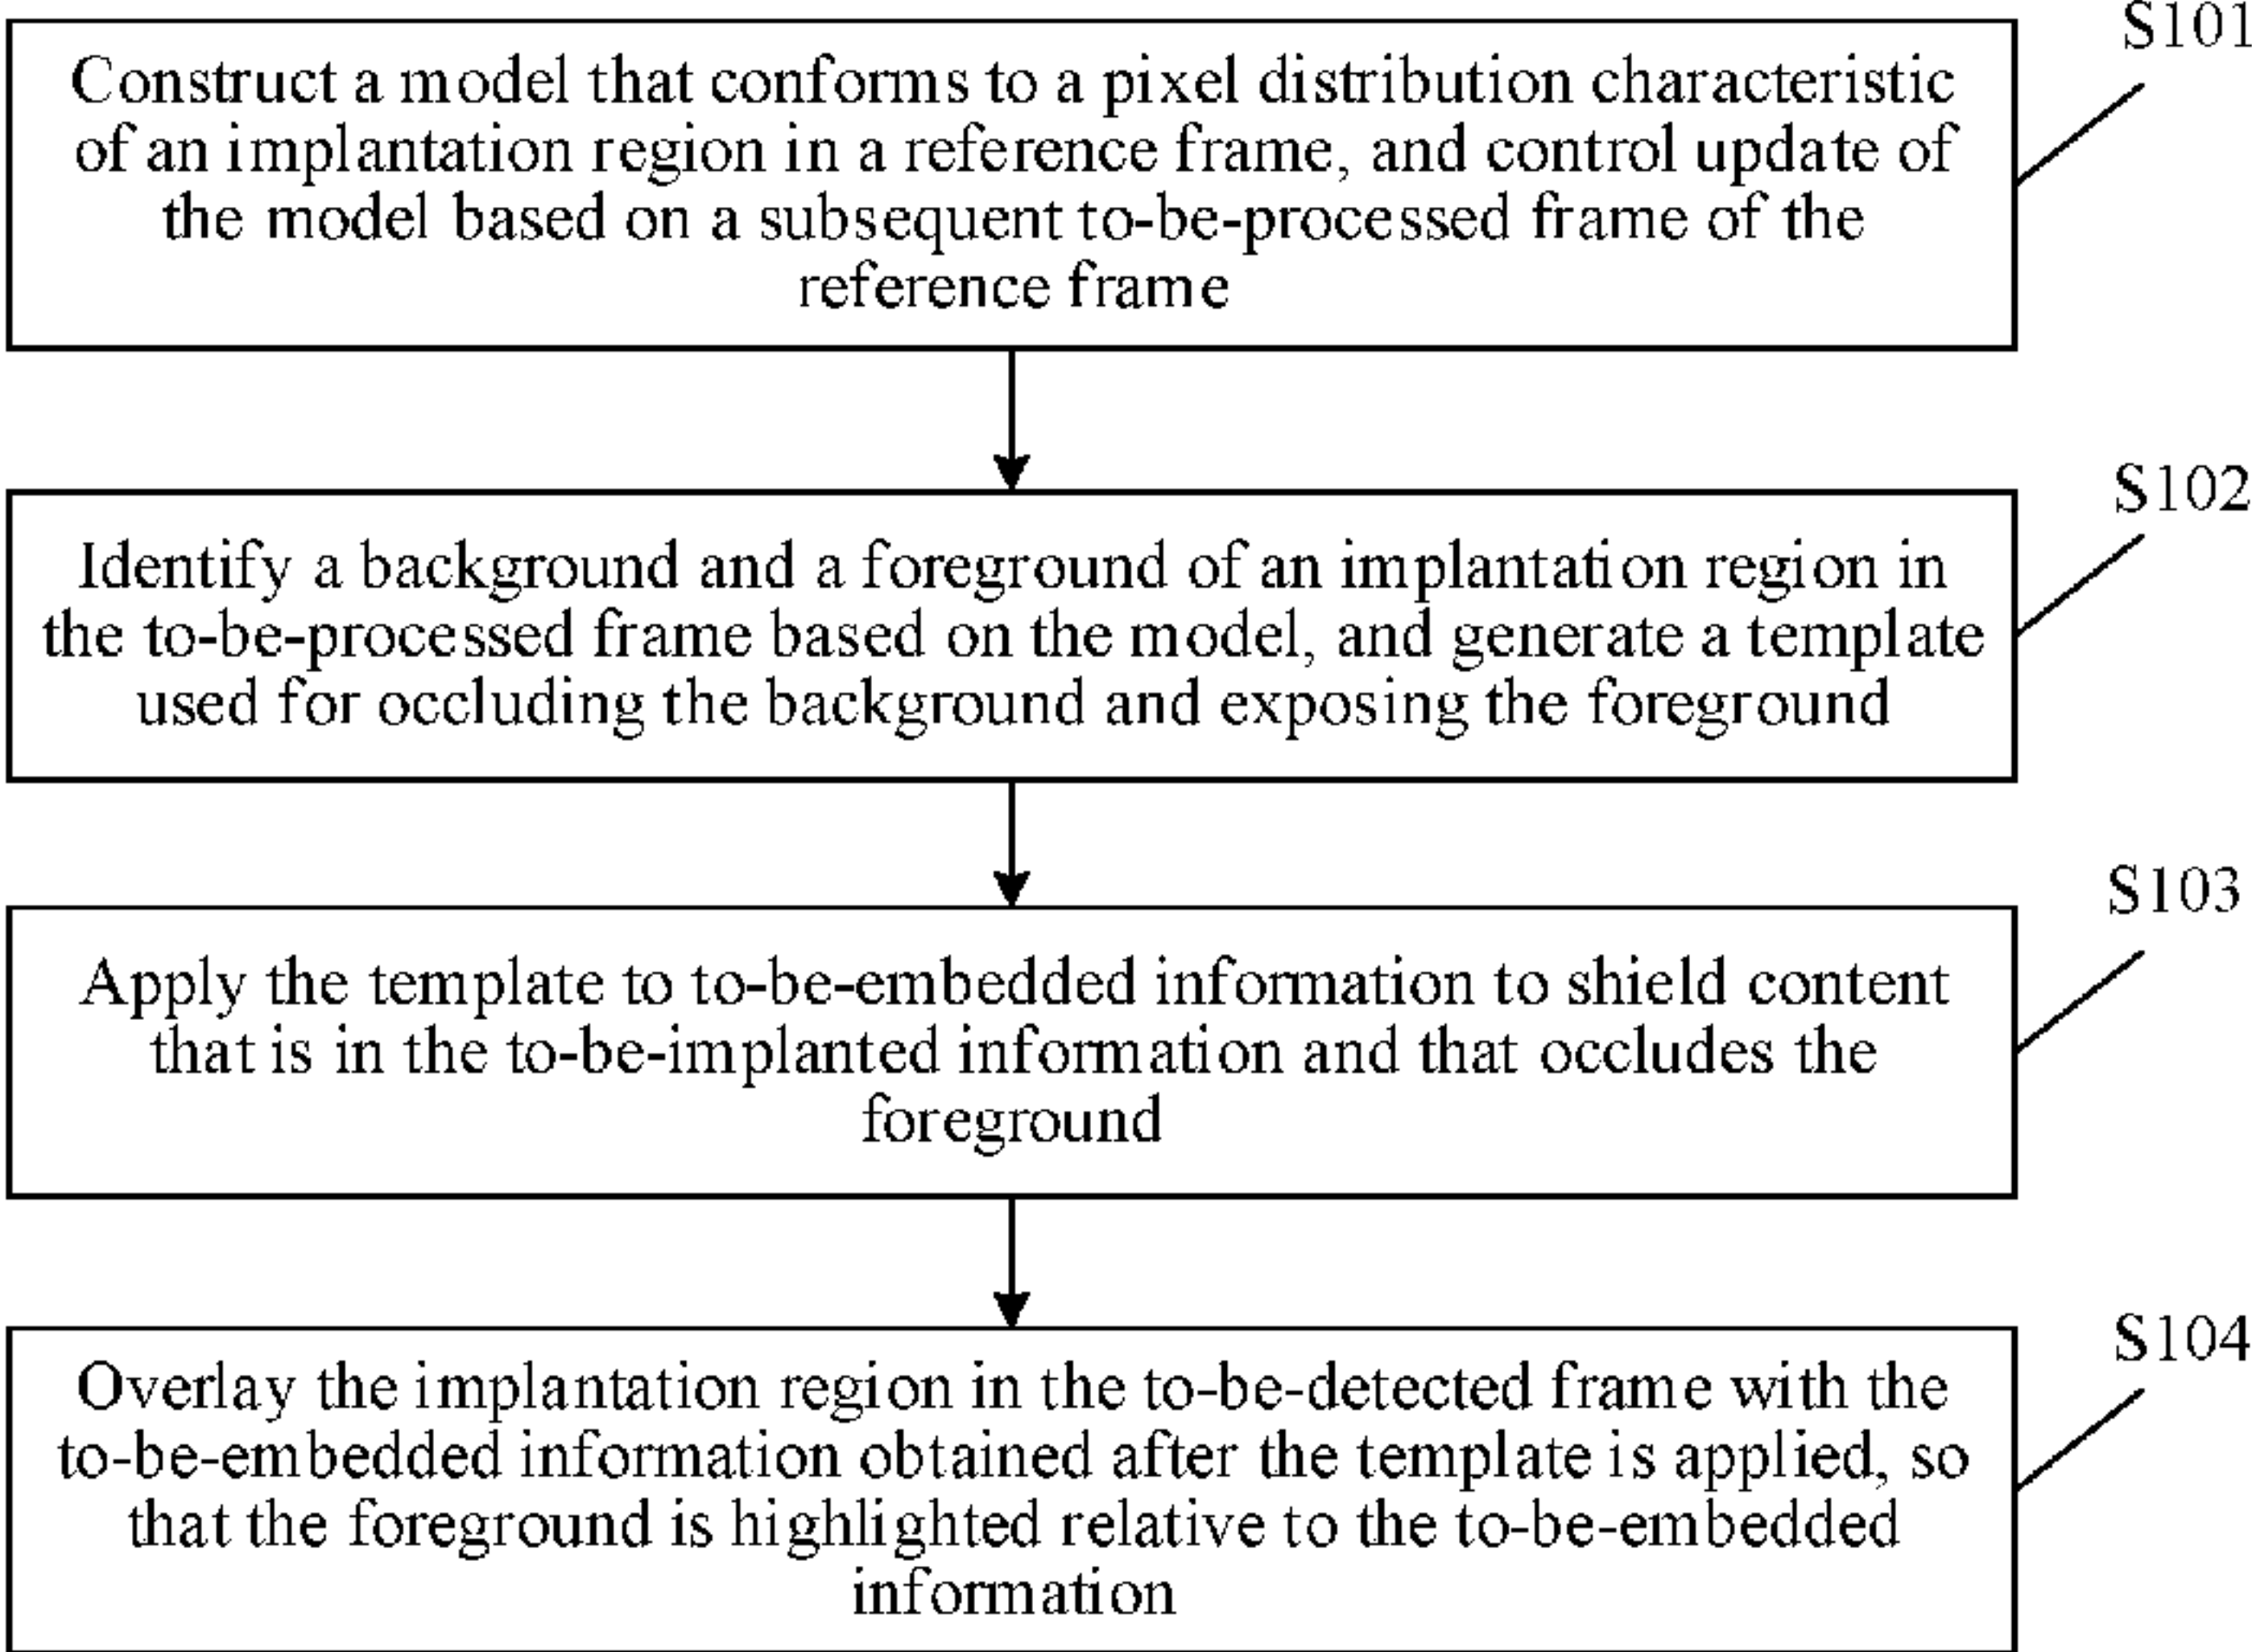 S101
Construct a model that conforms to a pixel distribution characteristic
of an implantation region in a reference frame, and control update of
the model based on a subsequent to-be-processed frame of the
reference frame
S102
Identify a background and a foreground of an implantation region in
the to-be-processed frame based on the model, and generate a template
used for occluding the background and exposing the foreground
S103
Apply the template to to-be-embedded information to shield content
that is in the to-be-implanted information and that occludes the
foreground
S104
Overlay the implantation region in the to-be-detected frame with the
to-be-embedded information obtained after the template is applied, so
that the foreground is highlighted relative to the to-be-embedded
information